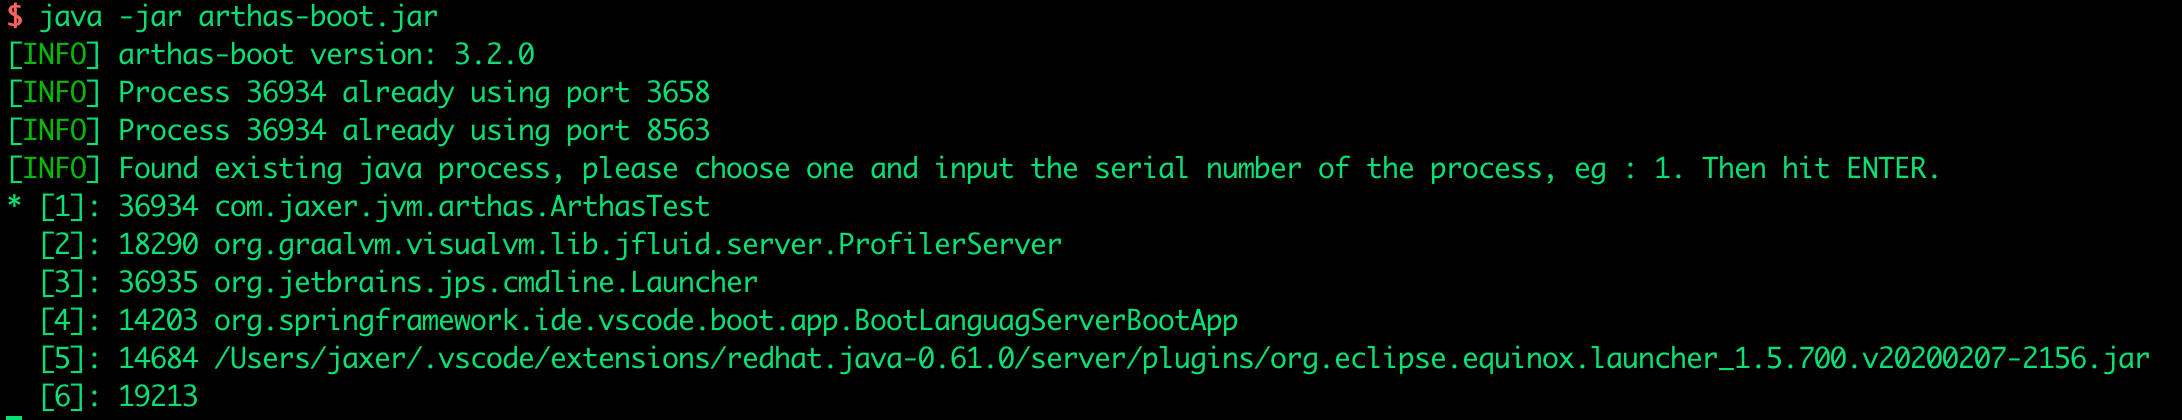 $ java -jar arthas-boot.jar
[INFO] arthas-boot version: 3.2.0
[INFO] Process 36934 already using port 3658
[INFO] Process 36934 already using port 8563
[INFO] Found existing java process, please choose one and input the serial number of the process, eg : 1. Then hit ENTER.
* [1]: 36934 com.jaxer.jvm.arthas.ArthasTest
  [2]: 18290 org.graalvm.visualvm.lib.jfluid.server.ProfilerServer
  [3]: 36935 org.jetbrains.jps.cmdline.Launcher
  [4]: 14203 org.springframework.ide.vscode.boot.app.BootLanguagServerBootApp
  [5]: 14684 /Users/jaxer/.vscode/extensions/redhat.java-0.61.0/server/plugins/org.eclipse.equinox.launcher_1.5.700.v20200207-2156.jar
  [6]: 19213